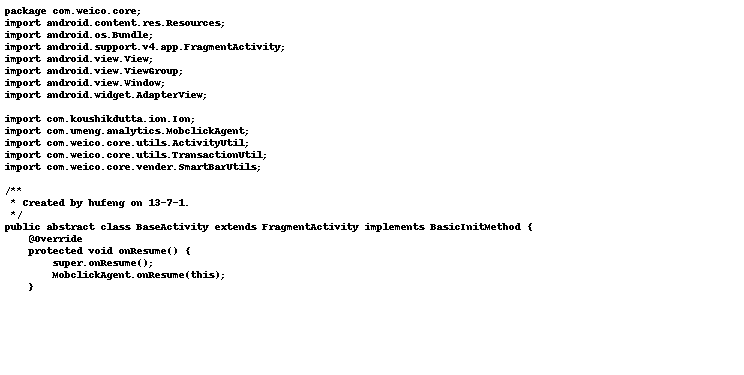 package com.weico.core;
import android.content.res.Resources;
import android.os.Bundle;
import android.support.v4.app.FragmentActivity;
import android.view.View;
import android.view.ViewGroup;
import android.view.Window;
import android.widget.AdapterView;

import com.koushikdutta.ion.Ion;
import com.umeng.analytics.MobclickAgent;
import com.weico.core.utils.ActivityUtil;
import com.weico.core.utils.TransactionUtil;
import com.weico.core.vender.SmartBarUtils;

/**
 * Created by hufeng on 13-7-1.
 */
public abstract class BaseActivity extends FragmentActivity implements BasicInitMethod {
    @Override
    protected void onResume() {
        super.onResume();
        MobclickAgent.onResume(this);
    }